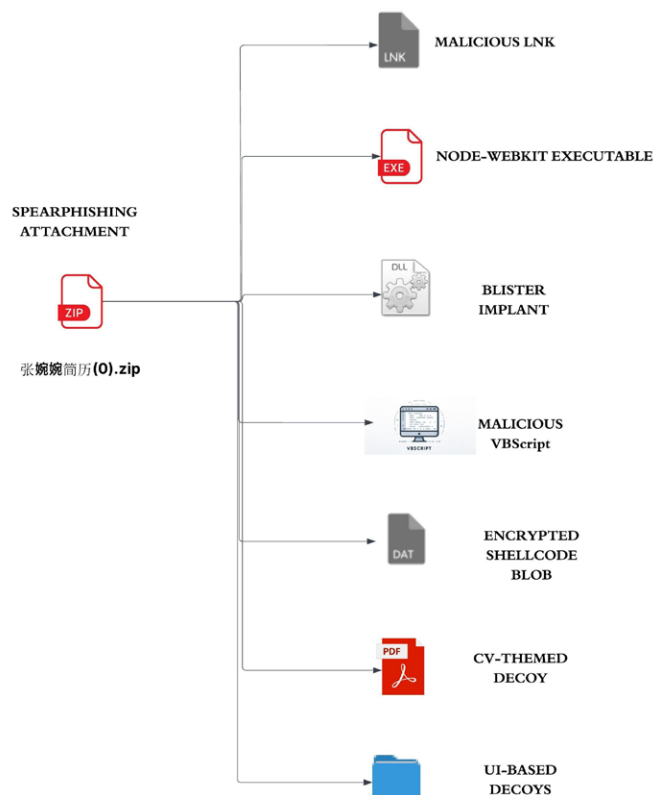 MALICIOUS LNK
LNK
NODE-WEBKIT EXECUTABLE
EXE
SPEARPHISHING
ATTACHMENT
DLL
BLISTER
IMPLANT
ZIP
张婉婉简历(0).zip
MALICIOUS
VBScript
VBSCRIPT
ENCRYPTED
SHELLCODE
BLOB
DAT
PDF
CV-THEMED
DECOY
UI-BASED
DECOYS